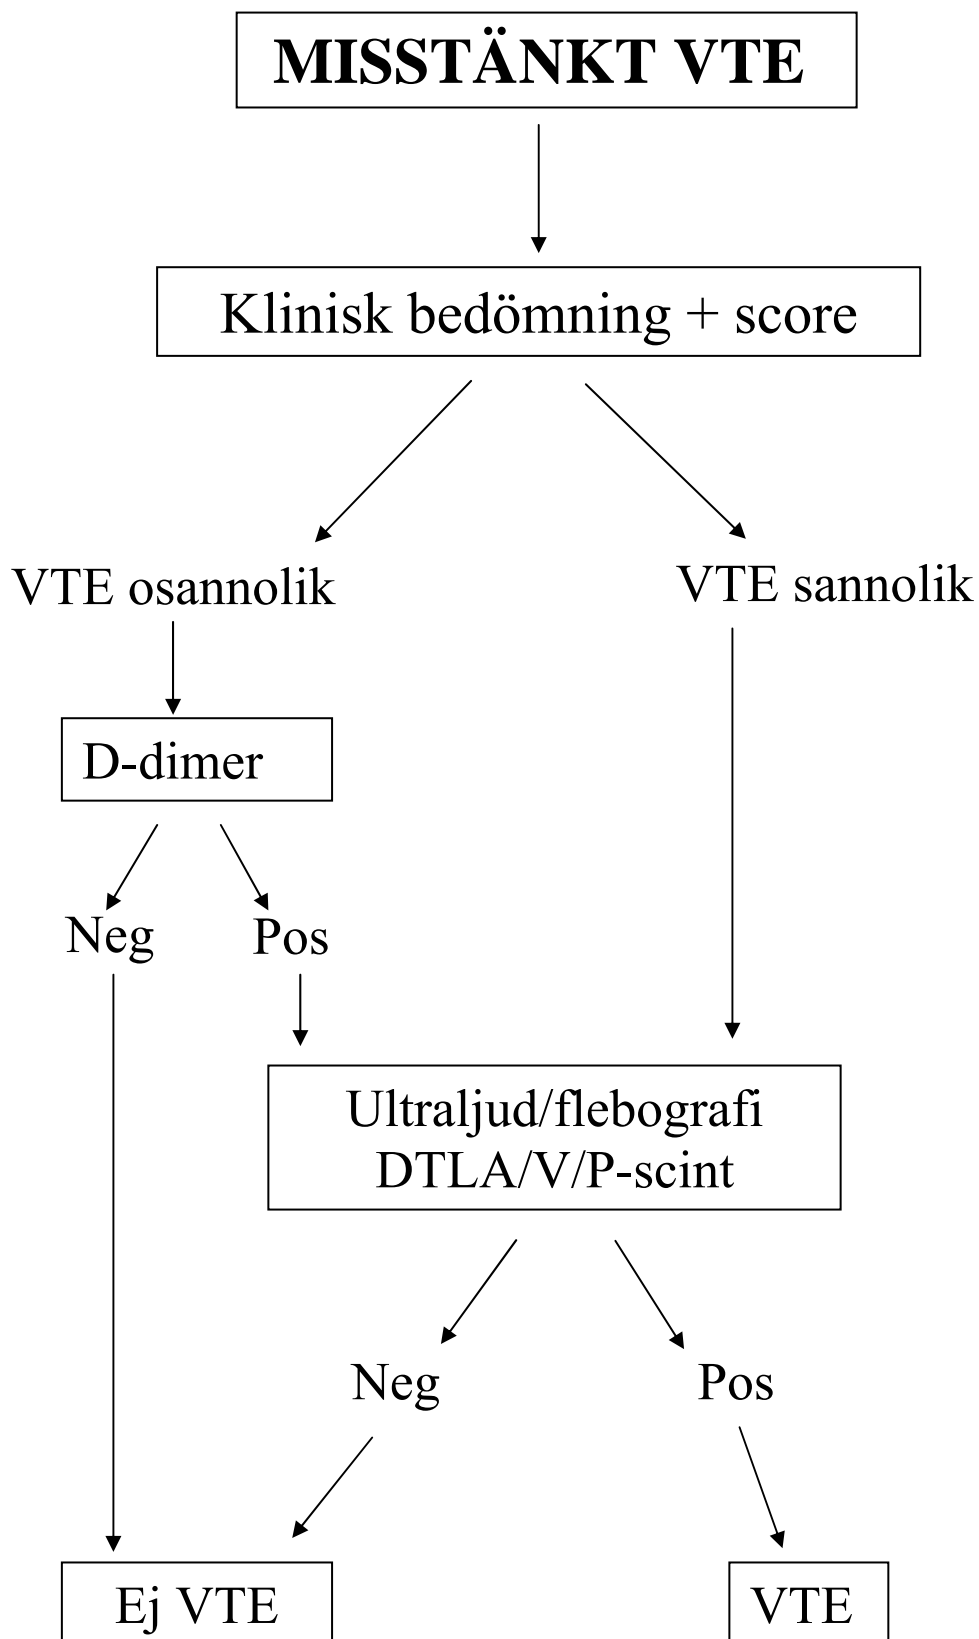 MISSTÄNKT VTE
Klinisk bedömning + score
VTE osannolik
VTE sannolik
D-dimer
Neg
Pos
Ultraljud/flebografi
DTLA/V/P-scint
Neg
Pos
Ej VTE
VTE